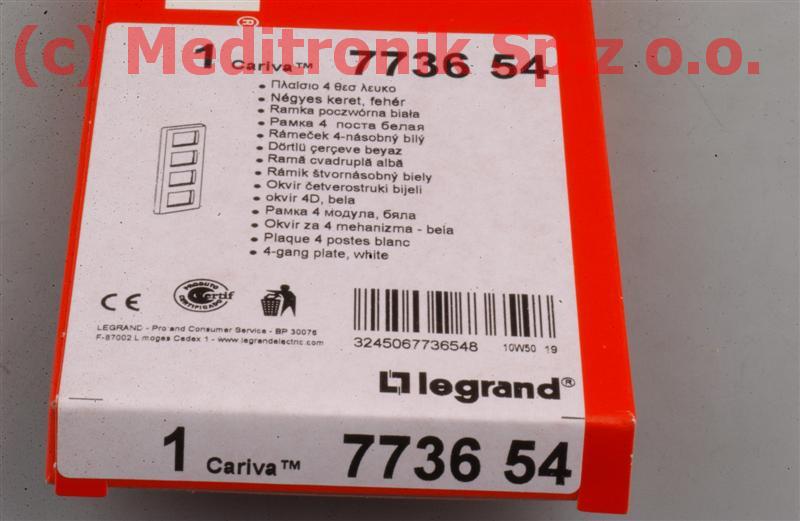 (c) Meditronik Sp. z o.o.
®
1 Cariva™ 7736 54
• Πλαίσιο 4 θεσ λευκο
• Négyes keret, fehér
• Ramka poczwórna biała
• Рамка 4 поста белая
• Rámeček 4-násobný bílý
• Dörtlü çerçeve beyaz
• Ramă cvadruplă albă
• Rámik štvornásobný biely
• Okvir četverostruki bijeli
• okvir 4D, bela
• Рамка 4 модула, бяла
• Okvir za 4 mehanizma - bela
• Plaque 4 postes blanc
• 4-gang plate, white
CE
PRODUTO
Certif
CERTIFICADO
LEGRAND - Pro and Consumer Service - BP 30076
F-87002 Limoges Cedex 1 - www.legrandelectric.com
3245067736548 10W50 19
legrand®
1 Cariva™ 7736 54